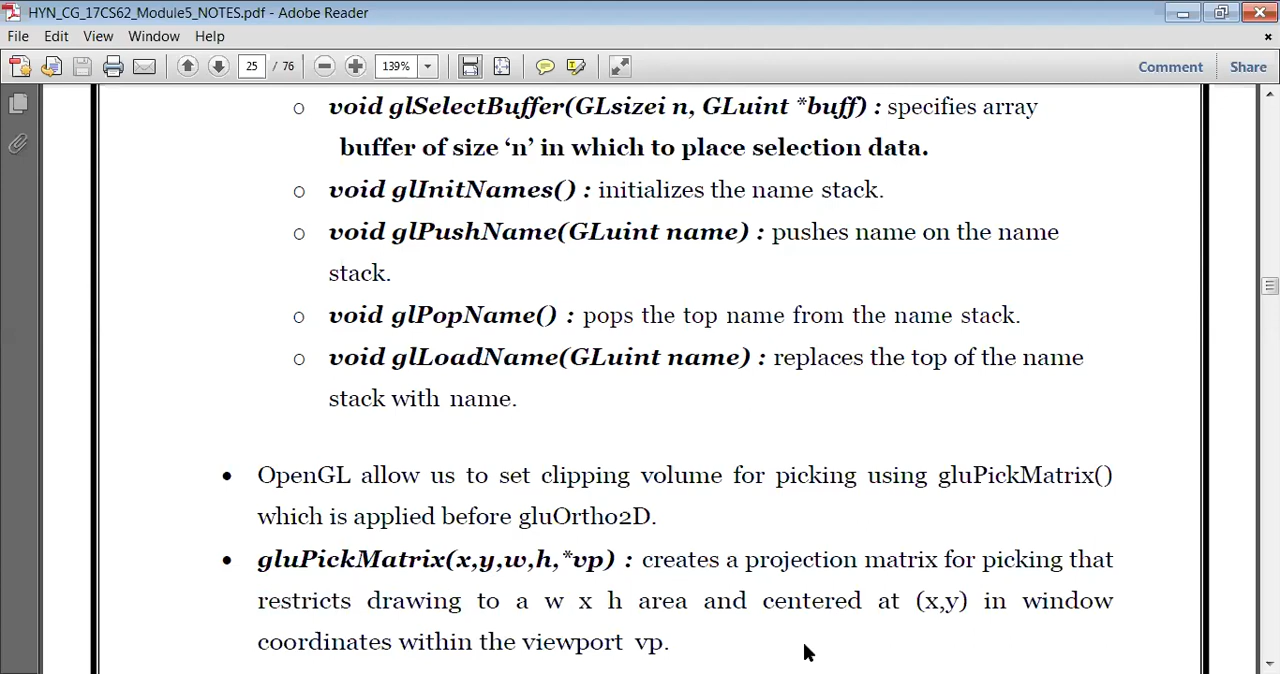 HYN_CG_17CS62_Module5_NOTES.pdf - Adobe Reader
File Edit View Window Help
25 / 76 139% Comment Share
void glSelectBuffer(GLsizei n, GLuint *buff) : specifies array
buffer of size ‘n’ in which to place selection data.
void glInitNames() : initializes the name stack.
void glPushName(GLuint name) : pushes name on the name
stack.
void glPopName() : pops the top name from the name stack.
void glLoadName(GLuint name) : replaces the top of the name
stack with name.
OpenGL allow us to set clipping volume for picking using gluPickMatrix()
which is applied before gluOrtho2D.
gluPickMatrix(x,y,w,h,*vp) : creates a projection matrix for picking that
restricts drawing to a w x h area and centered at (x,y) in window
coordinates within the viewport vp.